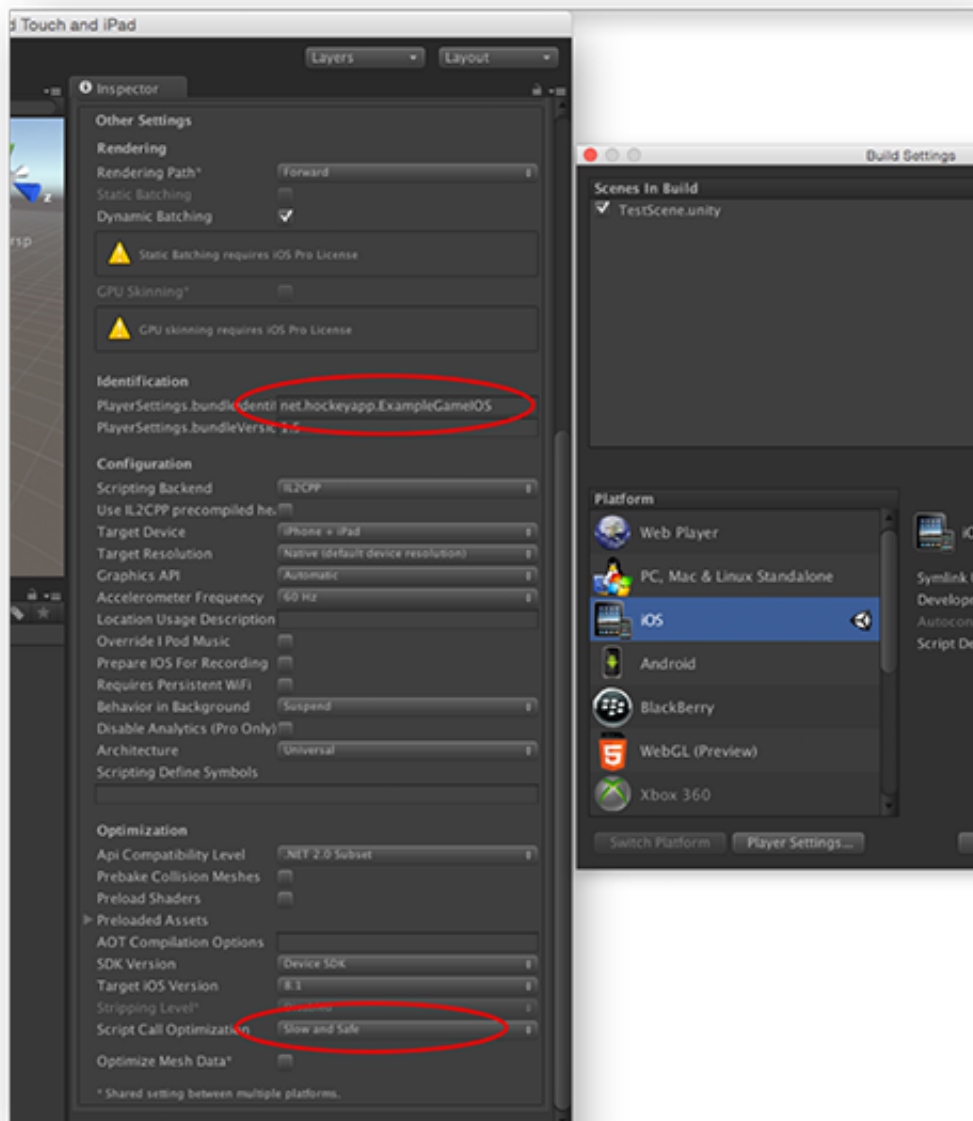 d Touch and iPad
Layers
Layout
Inspector
Other Settings
Rendering
Rendering Path* Forward
Static Batching
Dynamic Batching
Static Batching requires iOS Pro License
GPU Skinning*
GPU skinning requires iOS Pro License
Identification
PlayerSettings.bundleIdenti net.hockeyapp.ExampleGameIOS
PlayerSettings.bundleVersic 1.5
Configuration
Scripting Backend IL2CPP
Use IL2CPP precompiled he
Target Device iPhone + iPad
Target Resolution Native (default device resolution)
Graphics API Automatic
Accelerometer Frequency 60 Hz
Location Usage Description
Override I Pod Music
Prepare IOS For Recording
Requires Persistent WiFi
Behavior in Background Suspend
Disable Analytics (Pro Only)
Architecture Universal
Scripting Define Symbols
Optimization
Api Compatibility Level .NET 2.0 Subset
Prebake Collision Meshes
Preload Shaders
Preloaded Assets
AOT Compilation Options
SDK Version Device SDK
Target iOS Version 8.1
Stripping Level* Disabled
Script Call Optimization Slow and Safe
Optimize Mesh Data*
* Shared setting between multiple platforms.
rsp
z
Build Settings
Scenes In Build
TestScene.unity
Platform
Web Player
PC, Mac & Linux Standalone
iOS
Android
BlackBerry
WebGL (Preview)
Xbox 360
Switch Platform
Player Settings...
Symlink
Developm
Autocon
Script De